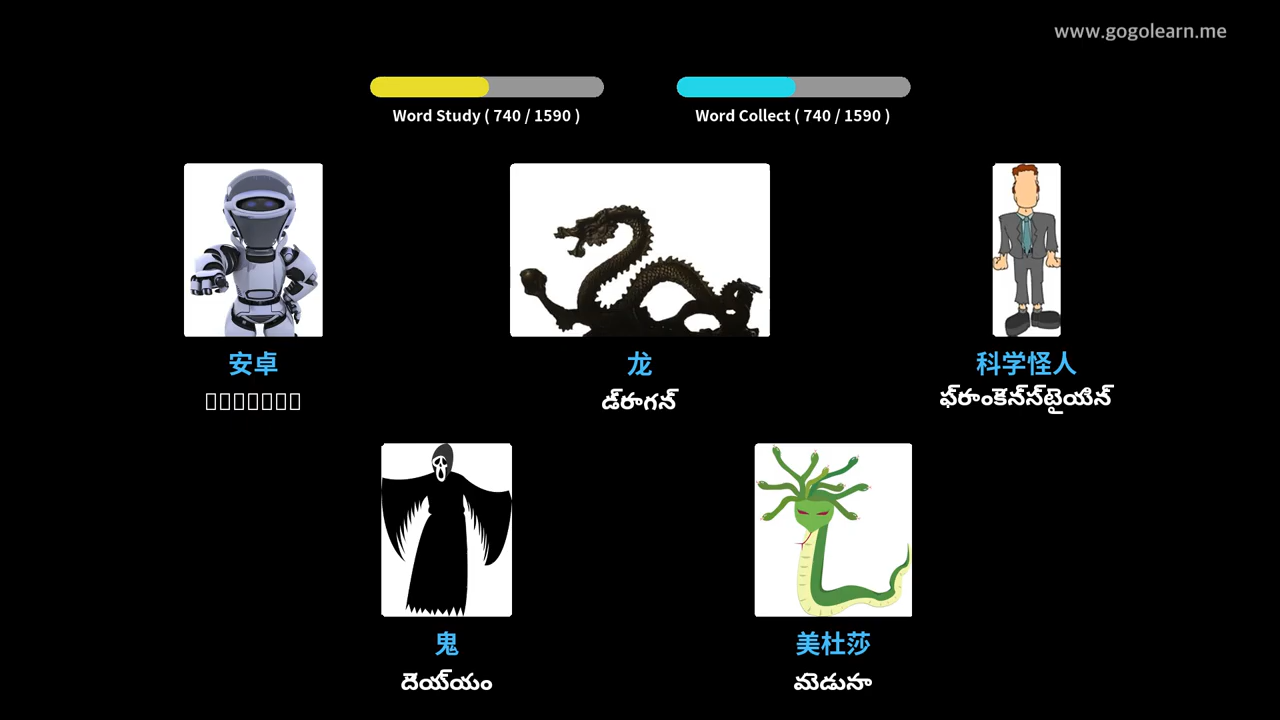 www.gogolearn.me
Word Study ( 740 / 1590 )
Word Collect ( 740 / 1590 )
安卓
龙
డ్రాగన్
科学怪人
ఫ్రాంకెన్‌స్టైయిన్
鬼
దెయ్యం
美杜莎
మెడుసా